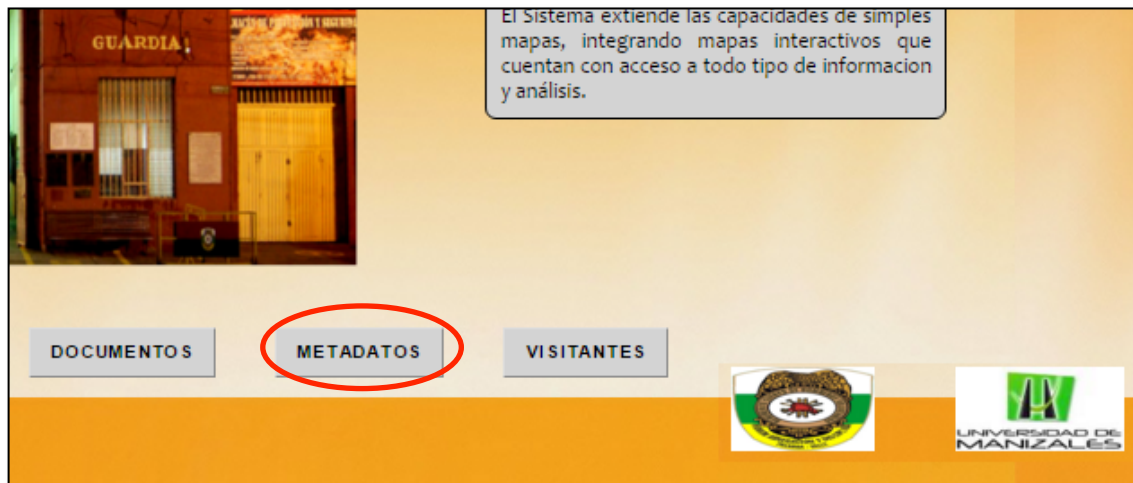 GUARDIA
El Sistema extiende las capacidades de simples
mapas, integrando mapas interactivos que
cuentan con acceso a todo tipo de informacion
y análisis.
DOCUMENTOS
METADATOS
VISITANTES
UNIVERSIDAD DE
MANIZALES